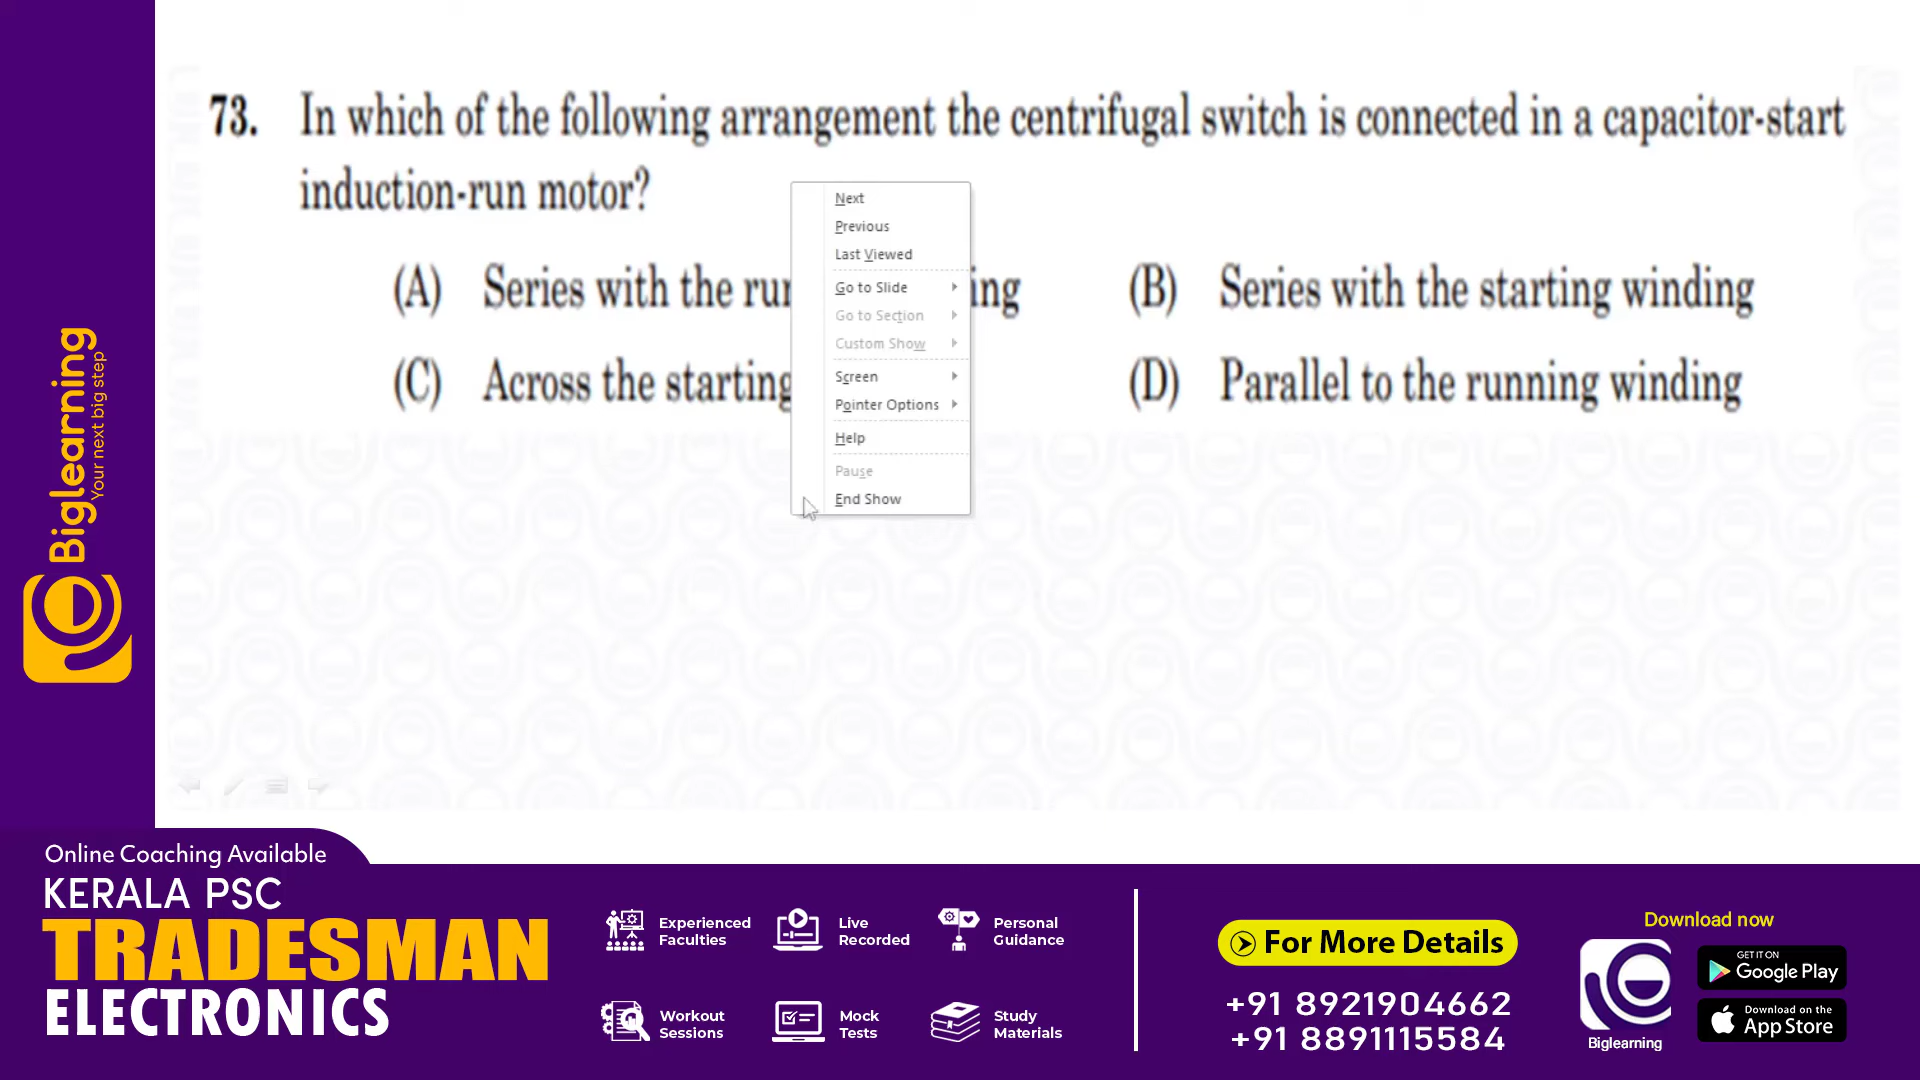 73. In which of the following arrangement the centrifugal switch is connected in a capacitor-start
induction-run motor?
(A) Series with the ing
(B) Series with the starting winding
(C) Across the starting
(D) Parallel to the running winding
Next
Previous
Last Viewed
Go to Slide
Go to Section
Custom Show
Screen
Pointer Options
Help
Pause
End Show
Biglearning
Your next big step
Online Coaching Available
KERALA PSC
TRADESMAN
ELECTRONICS
Experienced
Faculties
Live
Recorded
Personal
Guidance
Workout
Sessions
Mock
Tests
Study
Materials
For More Details
+91 8921904662
+91 8891115584
Download now
Biglearning
GET IT ON
Google Play
Download on the
App Store